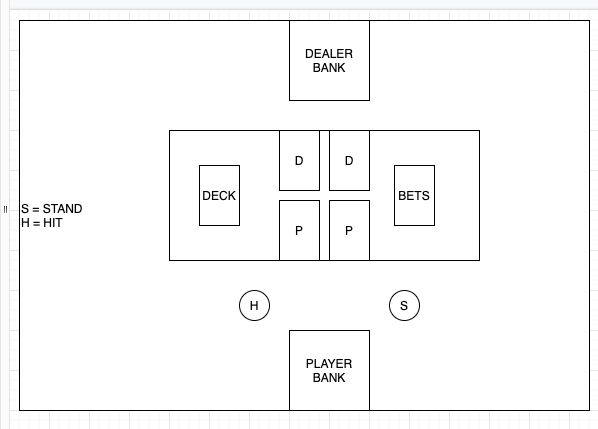 DEALER
BANK
D
D
DECK
BETS
S = STAND
H = HIT
P
P
H
S
PLAYER
BANK